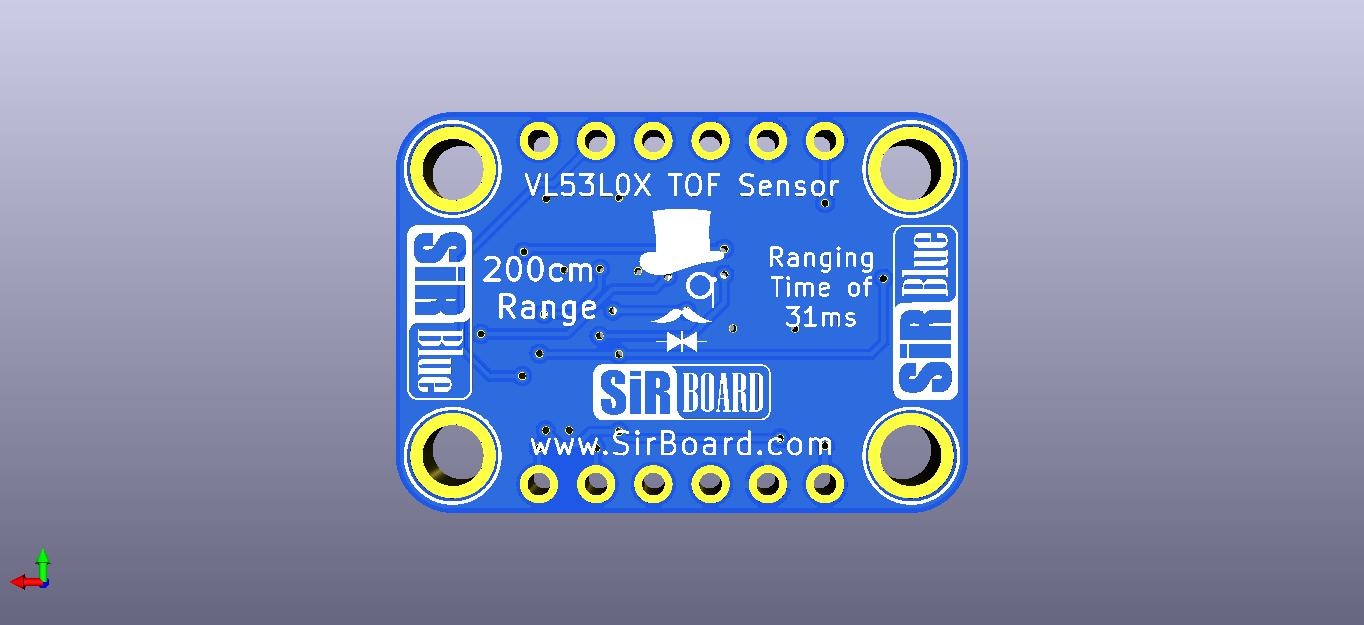 VL53L0X TOF Sensor
SiR Blue
200cm
Range
Ranging
Time of
31ms
SiR Blue
SiR BOARD
www.SirBoard.com